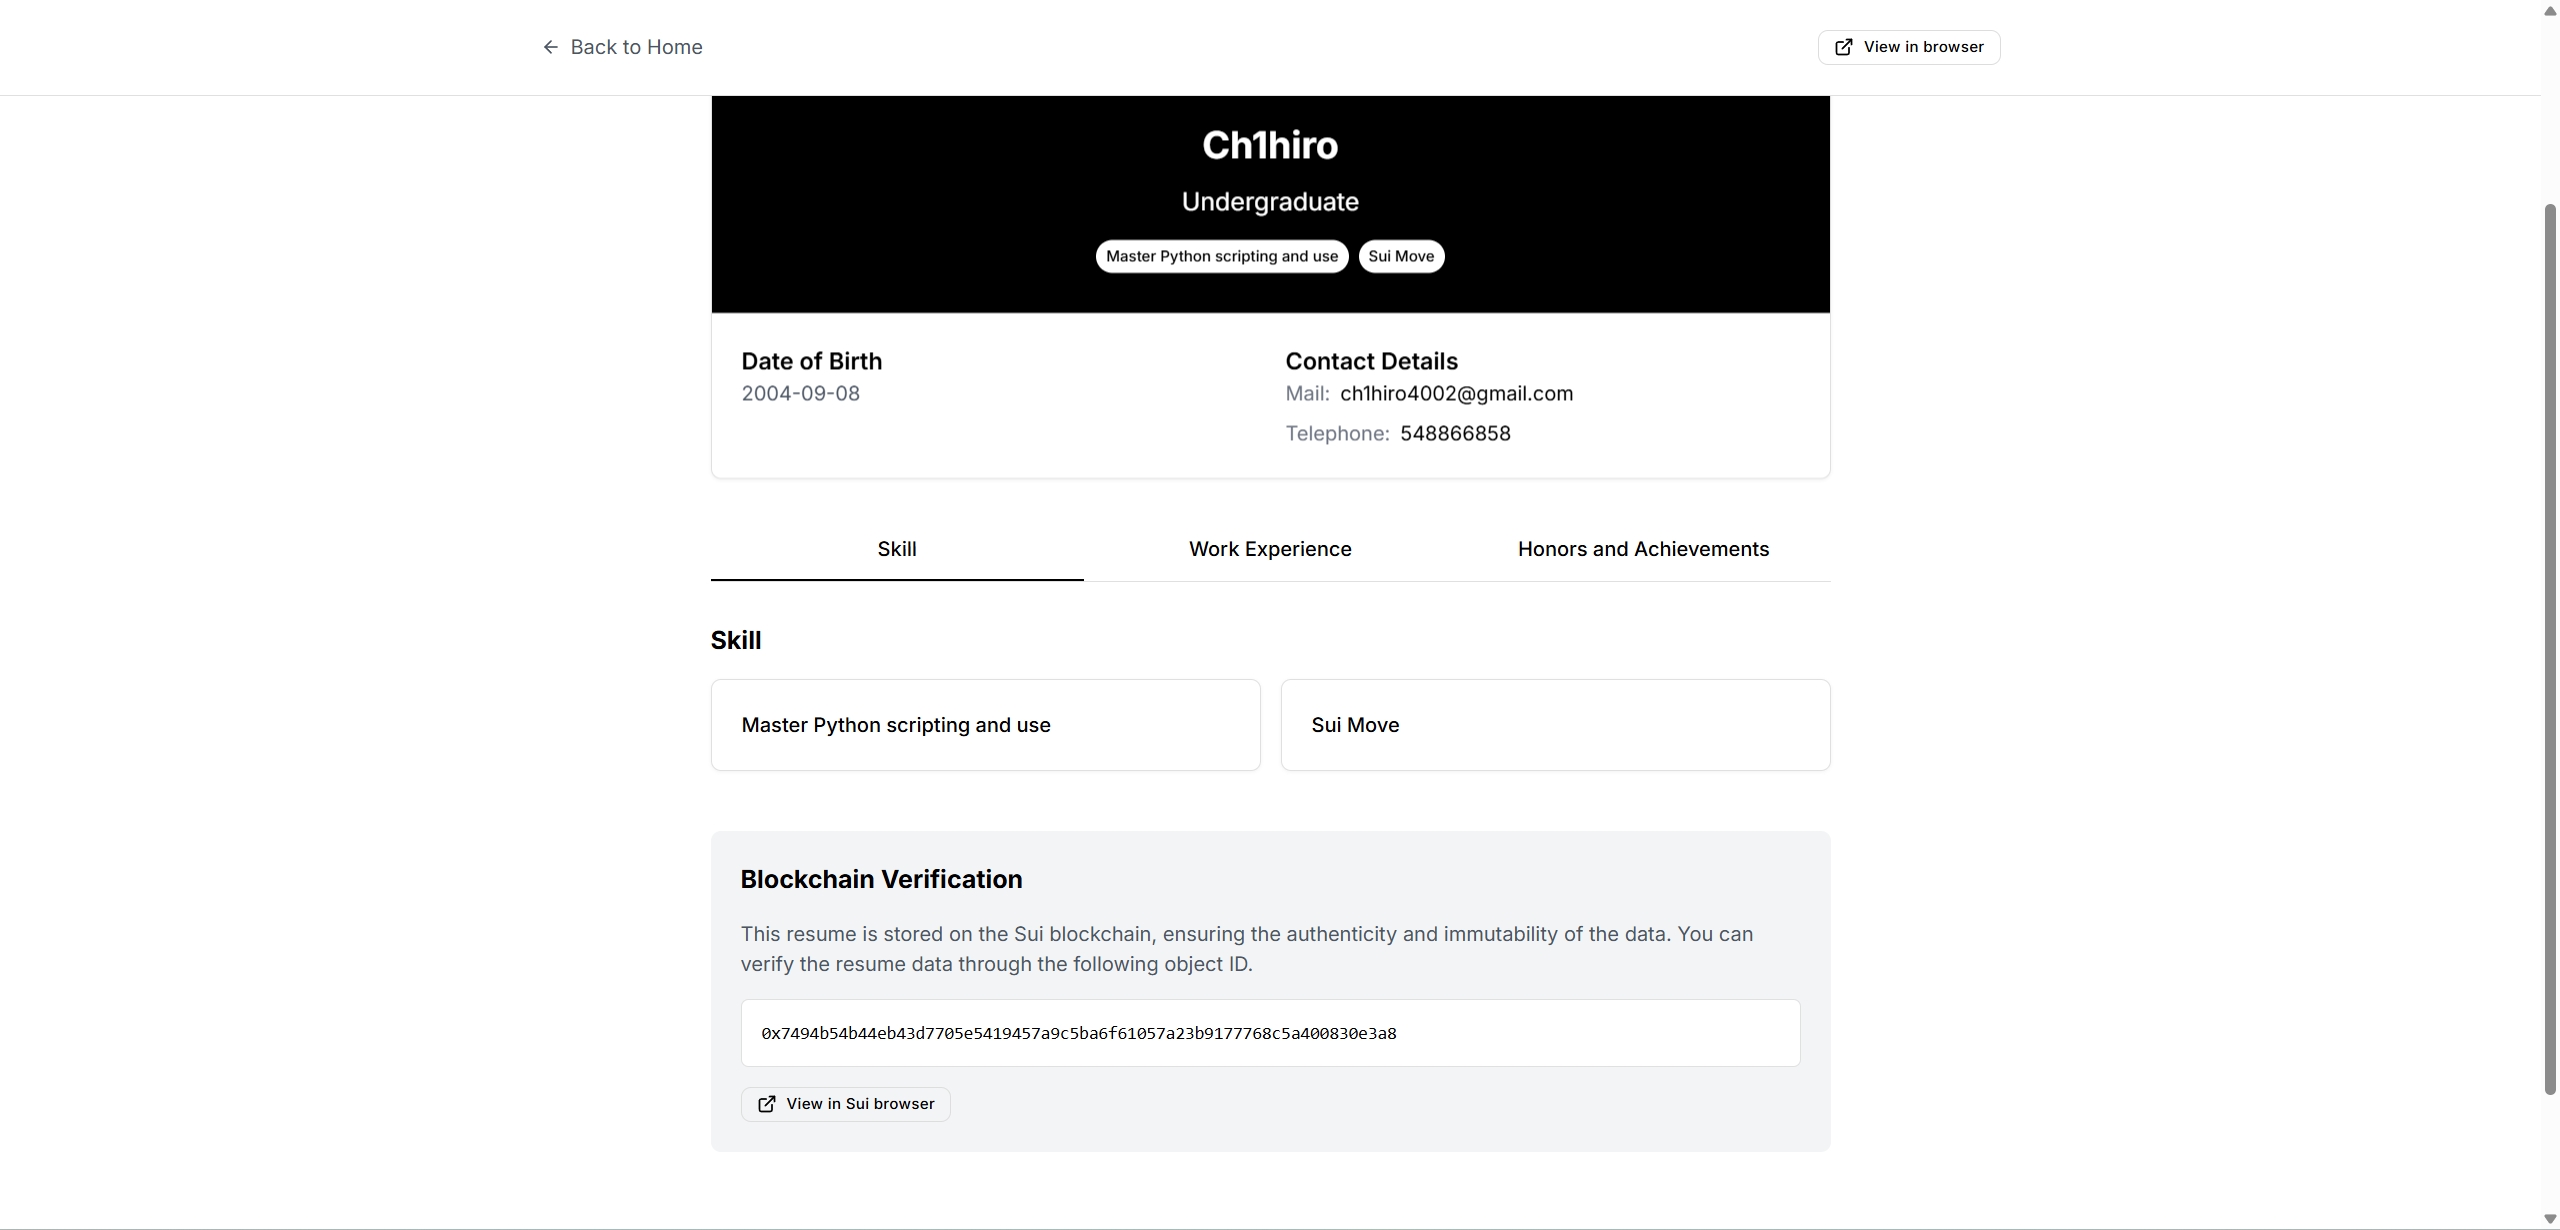 Back to Home
View in browser
Ch1hiro
Undergraduate
Master Python scripting and use
Sui Move
Date of Birth
2004-09-08
Contact Details
Mail: ch1hiro4002@gmail.com
Telephone: 548866858
Skill
Work Experience
Honors and Achievements
Skill
Master Python scripting and use
Sui Move
Blockchain Verification
This resume is stored on the Sui blockchain, ensuring the authenticity and immutability of the data. You can
verify the resume data through the following object ID.
0x7494b54b44eb43d7705e5419457a9c5ba6f61057a23b9177768c5a400830e3a8
View in Sui browser